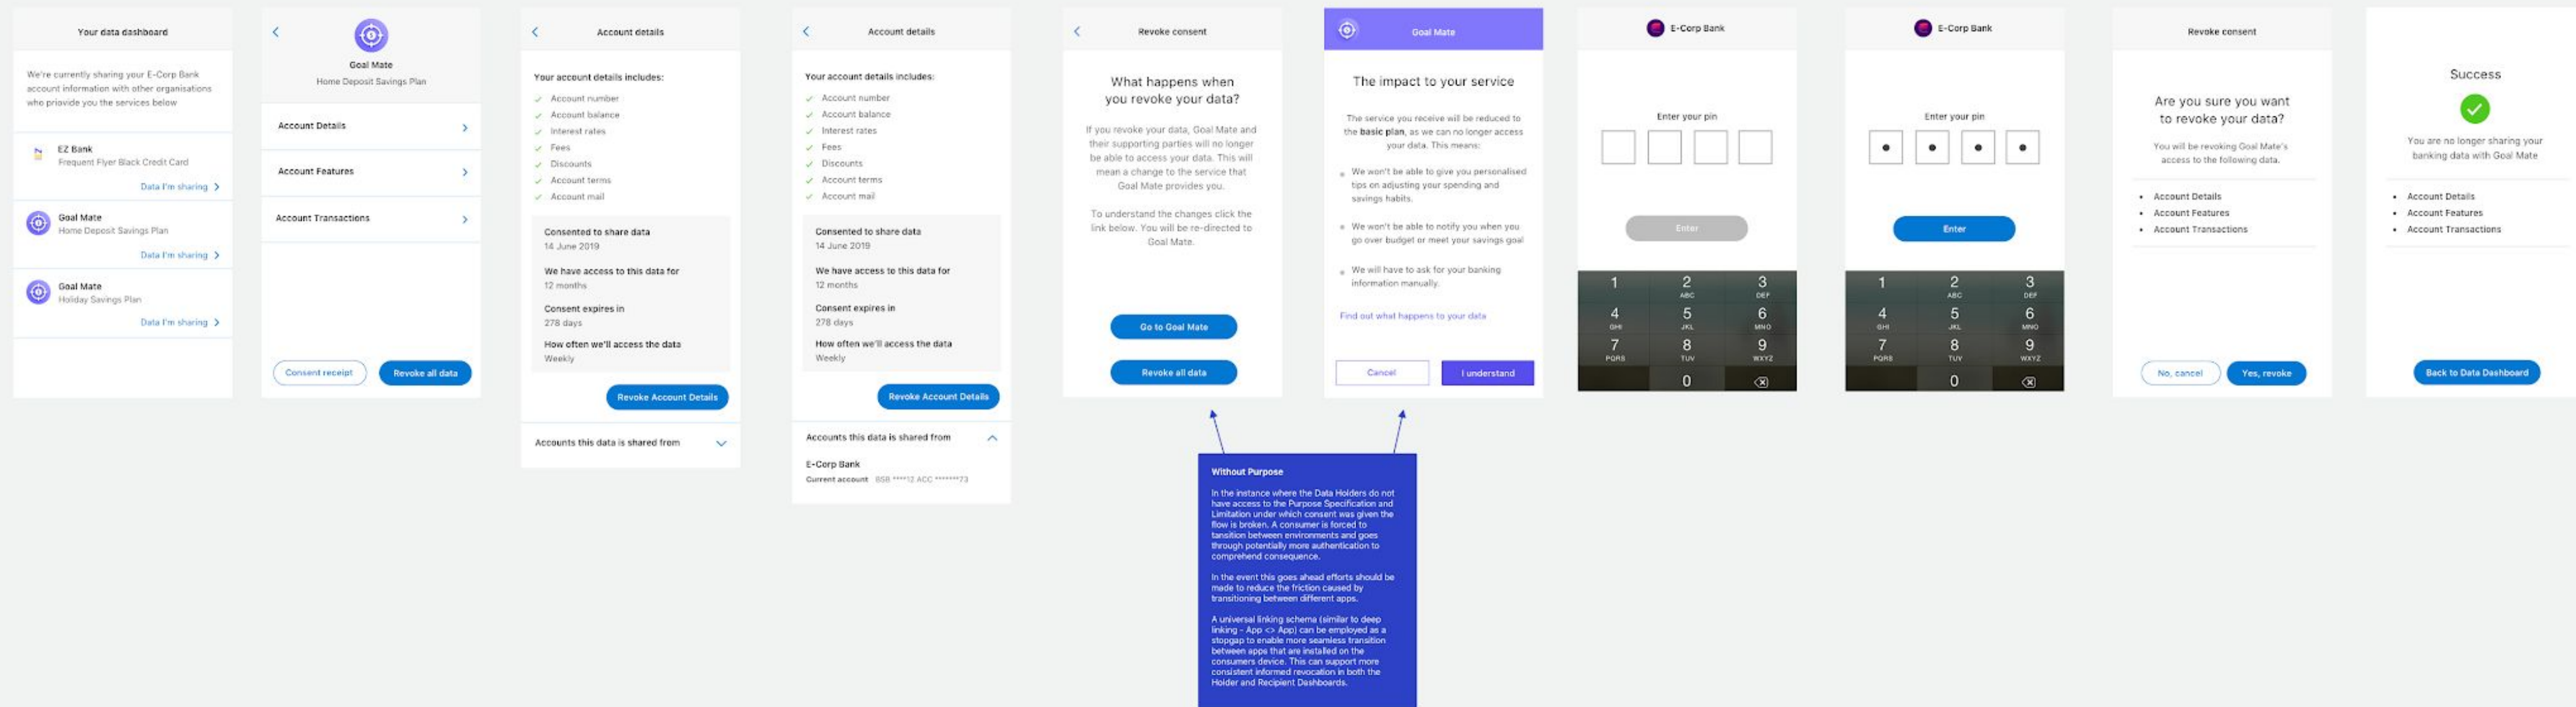 Your data dashboard
We're currently sharing your E-Corp Bank
account information with other organisations
who priovide you the services below
EZ Bank
Frequent Flyer Black Credit Card
Data I'm sharing
Goal Mate
Home Deposit Savings Plan
Data I'm sharing
Goal Mate
Holiday Savings Plan
Data I'm sharing
Goal Mate
Home Deposit Savings Plan
Account Details
Account Features
Account Transactions
Consent receipt
Revoke all data
Account details
Your account details includes:
Account number
Account balance
Interest rates
Fees
Discounts
Account terms
Account mail
Consented to share data
14 June 2019
We have access to this data for
12 months
Consent expires in
278 days
How often we'll access the data
Weekly
Revoke Account Details
Accounts this data is shared from
Account details
Your account details includes:
Account number
Account balance
Interest rates
Fees
Discounts
Account terms
Account mail
Consented to share data
14 June 2019
We have access to this data for
12 months
Consent expires in
278 days
How often we'll access the data
Weekly
Revoke Account Details
Accounts this data is shared from
E-Corp Bank
Current account BSB ****12 ACC *******73
Revoke consent
What happens when
you revoke your data?
If you revoke your data, Goal Mate and
their supporting parties will no longer
be able to access your data. This will
mean a change to the service that
Goal Mate provides you.
To understand the changes click the
link below. You will be re-directed to
Goal Mate.
Go to Goal Mate
Revoke all data
Goal Mate
The impact to your service
The service you receive will be reduced to
the basic plan, as we can no longer access
your data. This means:
We won't be able to give you personalised
tips on adjusting your spending and
savings habits.
We won't be able to notify you when you
go over budget or meet your savings goal
We will have to ask for your banking
information manually.
Find out what happens to your data
Cancel
I understand
Without Purpose
In the instance where the Data Holders do not
have access to the Purpose Specification and
Limitation under which consent was given the
flow is broken. A consumer is forced to
tansition between environments and goes
through potentially more authentication to
comprehend consequence.
In the event this goes ahead efforts should be
made to reduce the friction caused by
transitioning between different apps.
A universal linking schema (similar to deep
linking - App <> App) can be employed as a
stopgap to enable more seamless transition
between apps that are installed on the
consumers device. This can support more
consistent informed revocation in both the
Holder and Recipient Dashboards.
E-Corp Bank
Enter your pin
Enter
1 2 3
ABC DEF
4 5 6
GHI JKL MNO
7 8 9
PQRS TUV WXYZ
0
E-Corp Bank
Enter your pin
Enter
1 2 3
ABC DEF
4 5 6
GHI JKL MNO
7 8 9
PQRS TUV WXYZ
0
Revoke consent
Are you sure you want
to revoke your data?
You will be revoking Goal Mate's
access to the following data.
Account Details
Account Features
Account Transactions
No, cancel
Yes, revoke
Success
You are no longer sharing your
banking data with Goal Mate
Account Details
Account Features
Account Transactions
Back to Data Dashboard